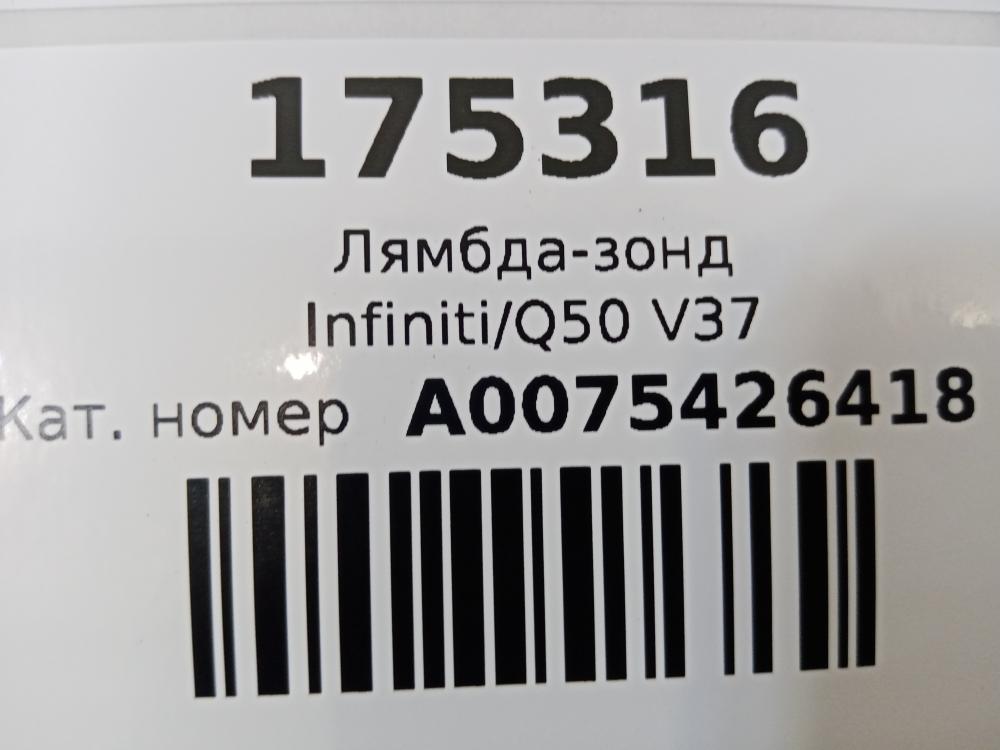 175316
Лямбда-зонд
Infiniti/Q50 V37
Кат. номер A0075426418